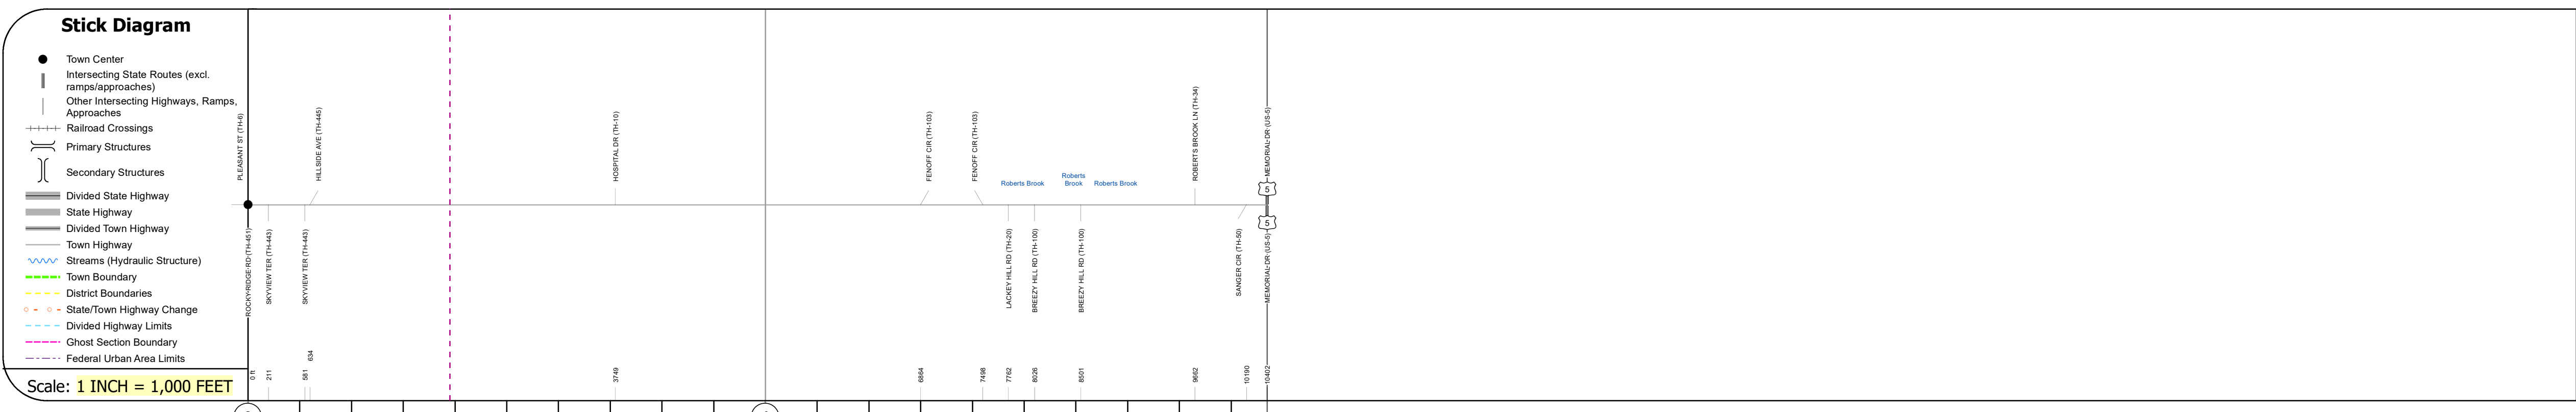 Stick Diagram
Town Center
Intersecting State Routes (excl.
ramps/approaches)
Other Intersecting Highways, Ramps,
Approaches
Railroad Crossings
Primary Structures
Secondary Structures
Divided State Highway
State Highway
Divided Town Highway
Town Highway
Streams (Hydraulic Structure)
Town Boundary
District Boundaries
State/Town Highway Change
Divided Highway Limits
Ghost Section Boundary
Federal Urban Area Limits
Scale: 1 INCH = 1,000 FEET
PLEASANT ST (TH-6)
HILLSIDE AVE (TH-445)
HOSPITAL DR (TH-10)
FENOFF CIR (TH-103)
FENOFF CIR (TH-103)
Roberts Brook
Roberts
Brook
Roberts Brook
ROBERTS BROOK LN (TH-34)
MEMORIAL DR (US-5)
5
5
ROCKY RIDGE RD (TH-451)
SKYVIEW TER (TH-443)
SKYVIEW TER (TH-443)
LACKEY HILL RD (TH-20)
BREEZY HILL RD (TH-100)
BREEZY HILL RD (TH-100)
SANGER CIR (TH-50)
MEMORIAL DR (US-5)
0 ft
211
581
634
3749
6864
7498
7762
8026
8501
9662
10190
10402